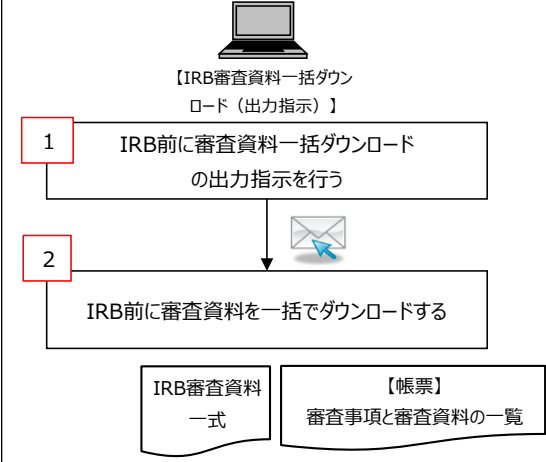 【IRB審査資料一括ダウン
ロード（出力指示）】
1
IRB前に審査資料一括ダウンロード
の出力指示を行う
2
IRB前に審査資料を一括でダウンロードする
IRB審査資料
一式
【帳票】
審査事項と審査資料の一覧